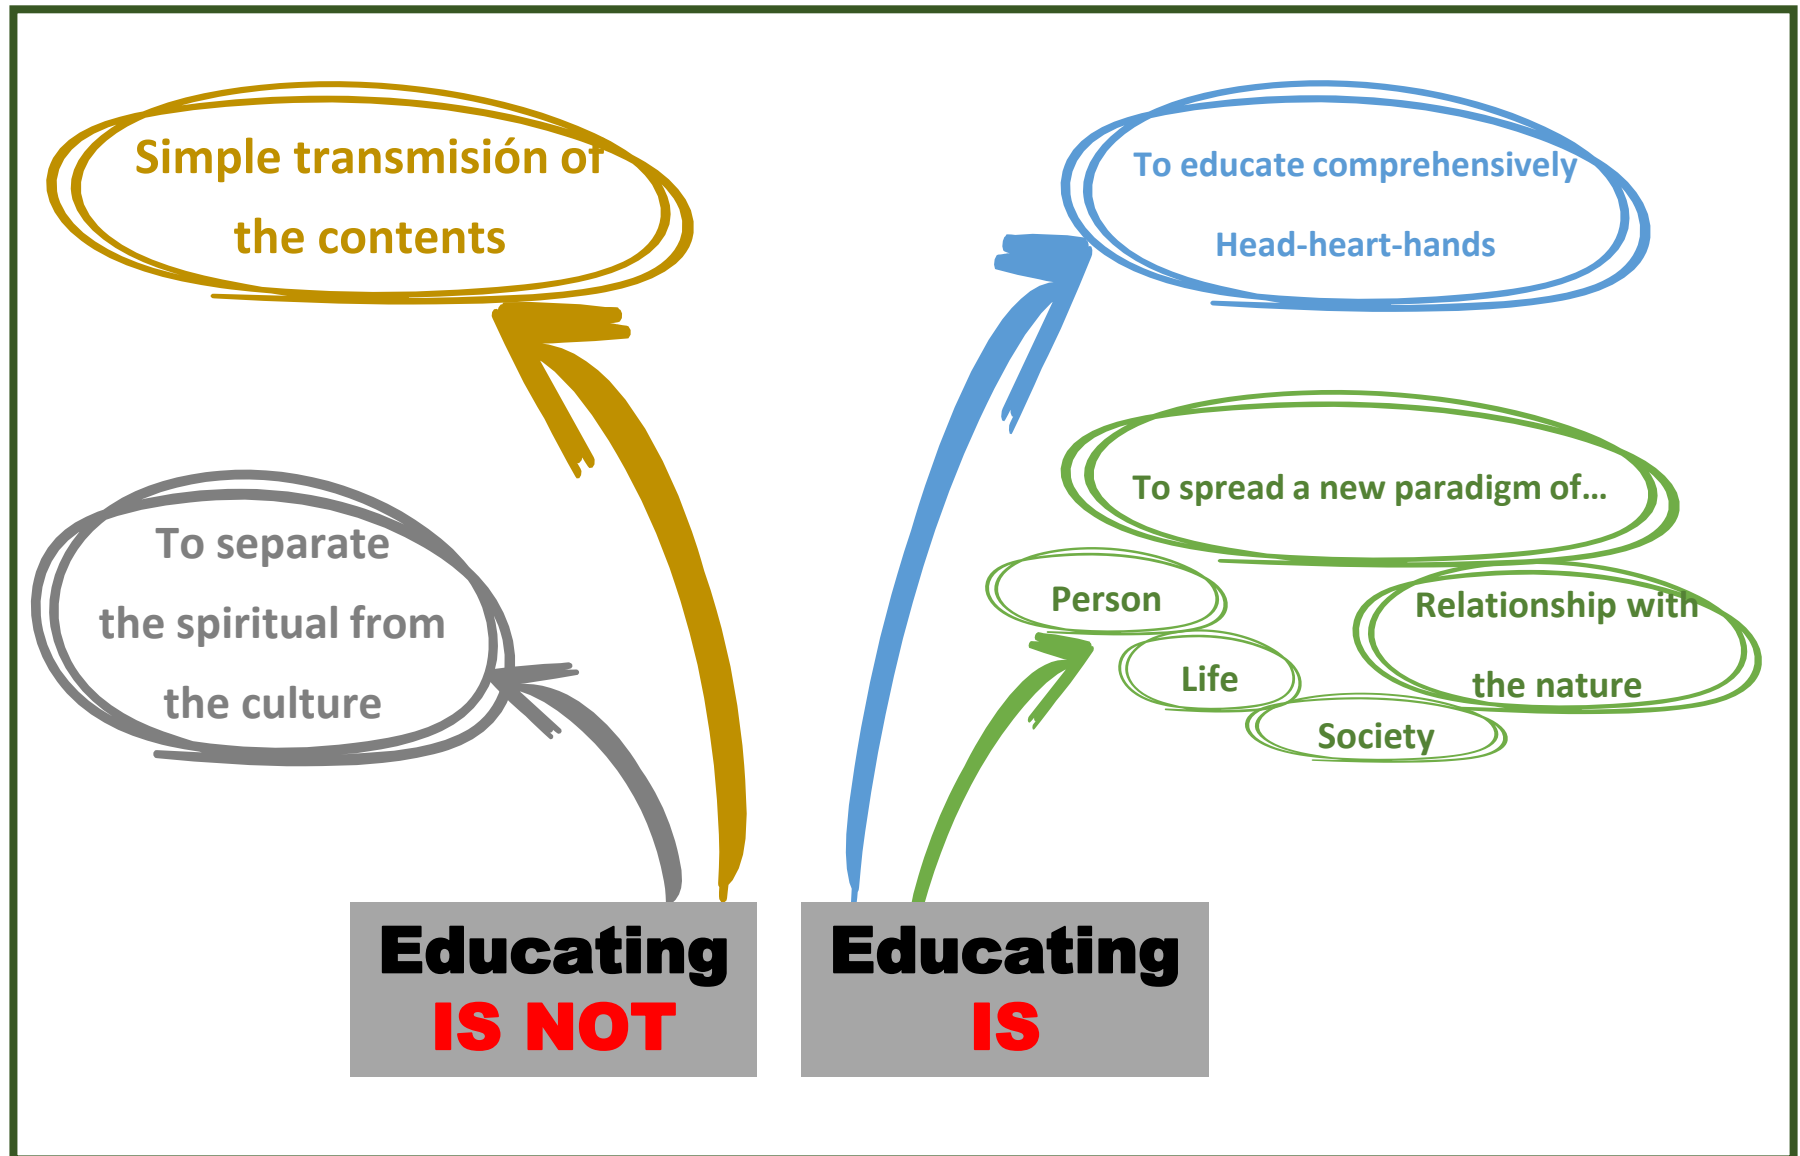 Simple transmisión of
the contents
To separate
the spiritual from
the culture
Educating
IS NOT
To educate comprehensively
Head-heart-hands
To spread a new paradigm of…
Person
Life
Society
Relationship with
the nature
Educating
IS